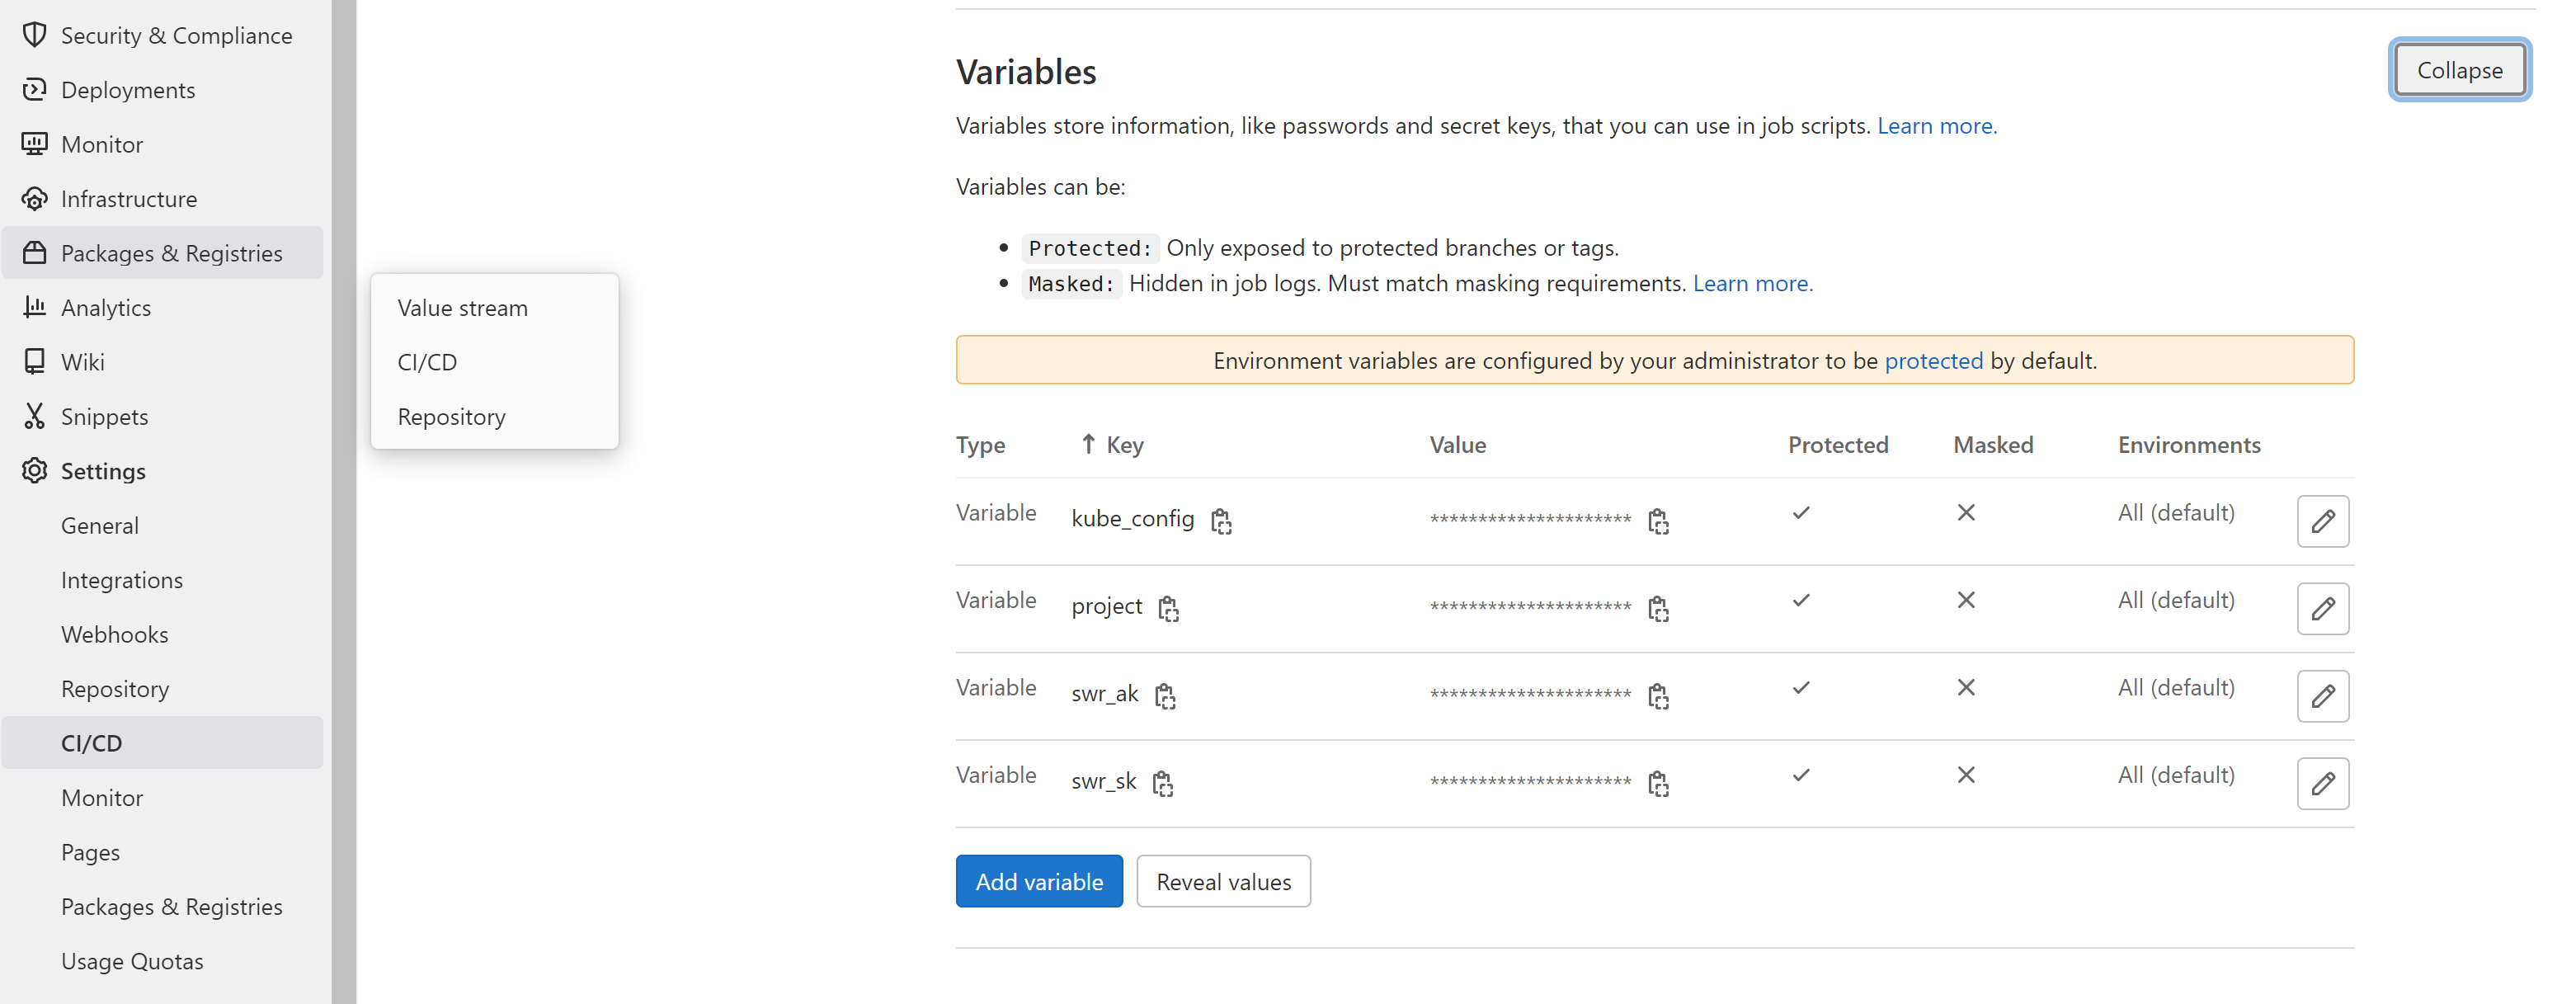 Security & Compliance
Deployments
Monitor
Infrastructure
Packages & Registries
Analytics
Wiki
Snippets
Settings
General
Integrations
Webhooks
Repository
CI/CD
Monitor
Pages
Packages & Registries
Usage Quotas
Value stream
CI/CD
Repository
Variables
Collapse
Variables store information, like passwords and secret keys, that you can use in job scripts. Learn more.
Variables can be:
• Protected: Only exposed to protected branches or tags.
• Masked: Hidden in job logs. Must match masking requirements. Learn more.
Environment variables are configured by your administrator to be protected by default.
Type ↑ Key Value Protected Masked Environments
Variable kube_config ********************* ✓ ✕ All (default)
Variable project ********************* ✓ ✕ All (default)
Variable swr_ak ********************* ✓ ✕ All (default)
Variable swr_sk ********************* ✓ ✕ All (default)
Add variable Reveal values